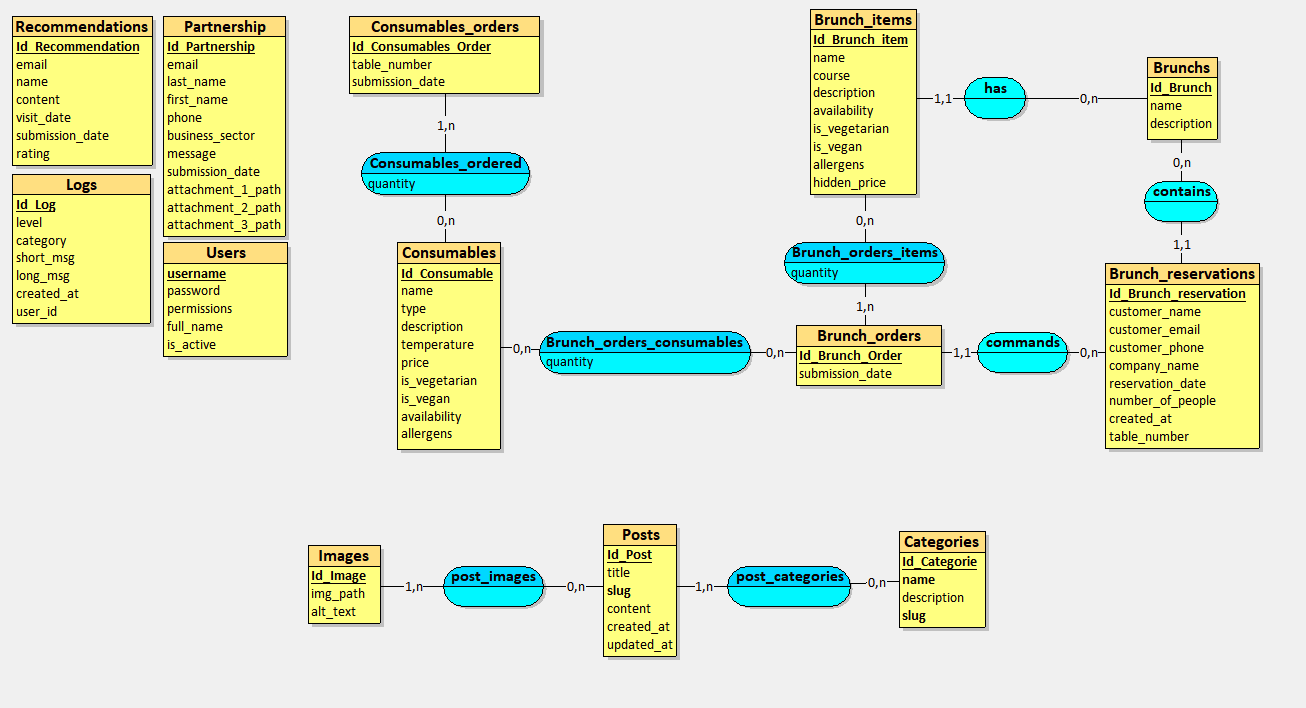 Recommendations
Id_Recommendation
email
name
content
visit_date
submission_date
rating
Partnership
Id_Partnership
email
last_name
first_name
phone
business_sector
message
submission_date
attachment_1_path
attachment_2_path
attachment_3_path
Logs
Id_Log
level
category
short_msg
long_msg
created_at
user_id
Users
username
password
permissions
full_name
is_active
Consumables_orders
Id_Consumables_Order
table_number
submission_date
1,n
Consumables_ordered
quantity
0,n
Consumables
Id_Consumable
name
type
description
temperature
price
is_vegetarian
is_vegan
availability
allergens
0,n
Brunch_orders_consumables
quantity
0,n
Brunch_items
Id_Brunch_item
name
course
description
availability
is_vegetarian
is_vegan
allergens
hidden_price
1,1
has
0,n
Brunchs
Id_Brunch
name
description
0,n
contains
1,1
0,n
Brunch_orders_items
quantity
1,n
Brunch_orders
Id_Brunch_Order
submission_date
1,1
commands
0,n
Brunch_reservations
Id_Brunch_reservation
customer_name
customer_email
customer_phone
company_name
reservation_date
number_of_people
created_at
table_number
Images
Id_Image
img_path
alt_text
1,n
post_images
0,n
Posts
Id_Post
title
slug
content
created_at
updated_at
1,n
post_categories
0,n
Categories
Id_Categorie
name
description
slug